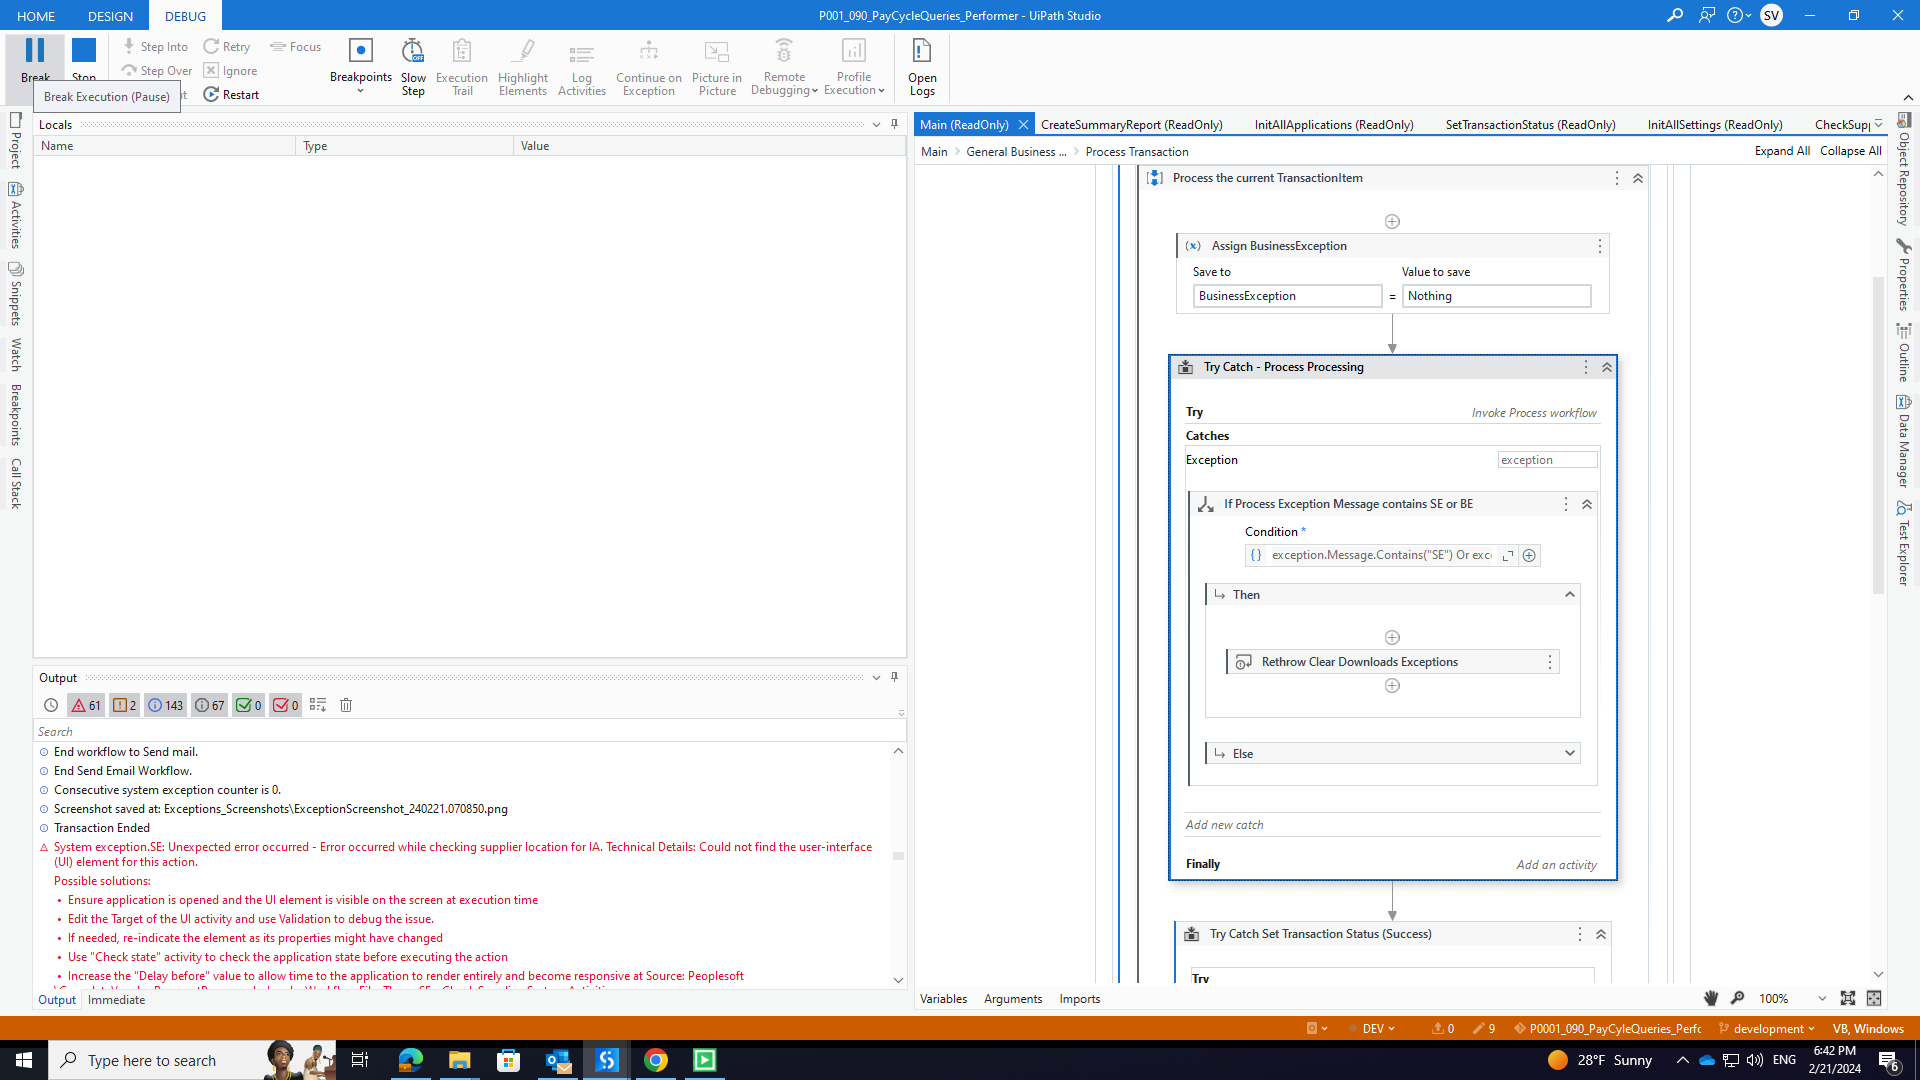 HOME
DESIGN
DEBUG
P001_090_PayCycleQueries_Performer - UiPath Studio
SV
Break
Stop
Step Into
Retry
Focus
Step Over
Ignore
Restart
Breakpoints
Slow
Step
Execution
Trail
Highlight
Elements
Log
Activities
Continue on
Exception
Picture in
Picture
Remote
Debugging
Profile
Execution
Open
Logs
Break Execution (Pause)
Project
Activities
Snippets
Watch
Breakpoints
Call Stack
Locals
Name
Type
Value
Output
61
2
143
67
0
0
Search
End workflow to Send mail.
End Send Email Workflow.
Consecutive system exception counter is 0.
Screenshot saved at: Exceptions_Screenshots\ExceptionScreenshot_240221.070850.png
Transaction Ended
System exception.SE: Unexpected error occurred - Error occurred while checking supplier location for IA. Technical Details: Could not find the user-interface
(UI) element for this action.
Possible solutions:
• Ensure application is opened and the UI element is visible on the screen at execution time
• Edit the Target of the UI activity and use Validation to debug the issue.
• If needed, re-indicate the element as its properties might have changed
• Use "Check state" activity to check the application state before executing the action
• Increase the "Delay before" value to allow time to the application to render entirely and become responsive at Source: Peoplesoft
Output
Immediate
Main (ReadOnly)
CreateSummaryReport (ReadOnly)
InitAllApplications (ReadOnly)
SetTransactionStatus (ReadOnly)
InitAllSettings (ReadOnly)
CheckSupp
Main
General Business ...
Process Transaction
Expand All
Collapse All
Process the current TransactionItem
(x)
Assign BusinessException
Save to
Value to save
BusinessException
=
Nothing
Try Catch - Process Processing
Try
Invoke Process workflow
Catches
Exception
exception
If Process Exception Message contains SE or BE
Condition *
{} exception.Message.Contains("SE") Or exc
Then
Rethrow Clear Downloads Exceptions
Else
Add new catch
Finally
Add an activity
Try Catch Set Transaction Status (Success)
Try
Variables
Arguments
Imports
100%
Object Repository
Properties
Outline
Data Manager
Test Explorer
DEV
0
9
P0001_090_PayCyleQueries_Perfc
development
VB, Windows
Type here to search
28°F Sunny
ENG
6:42 PM
2/21/2024
6